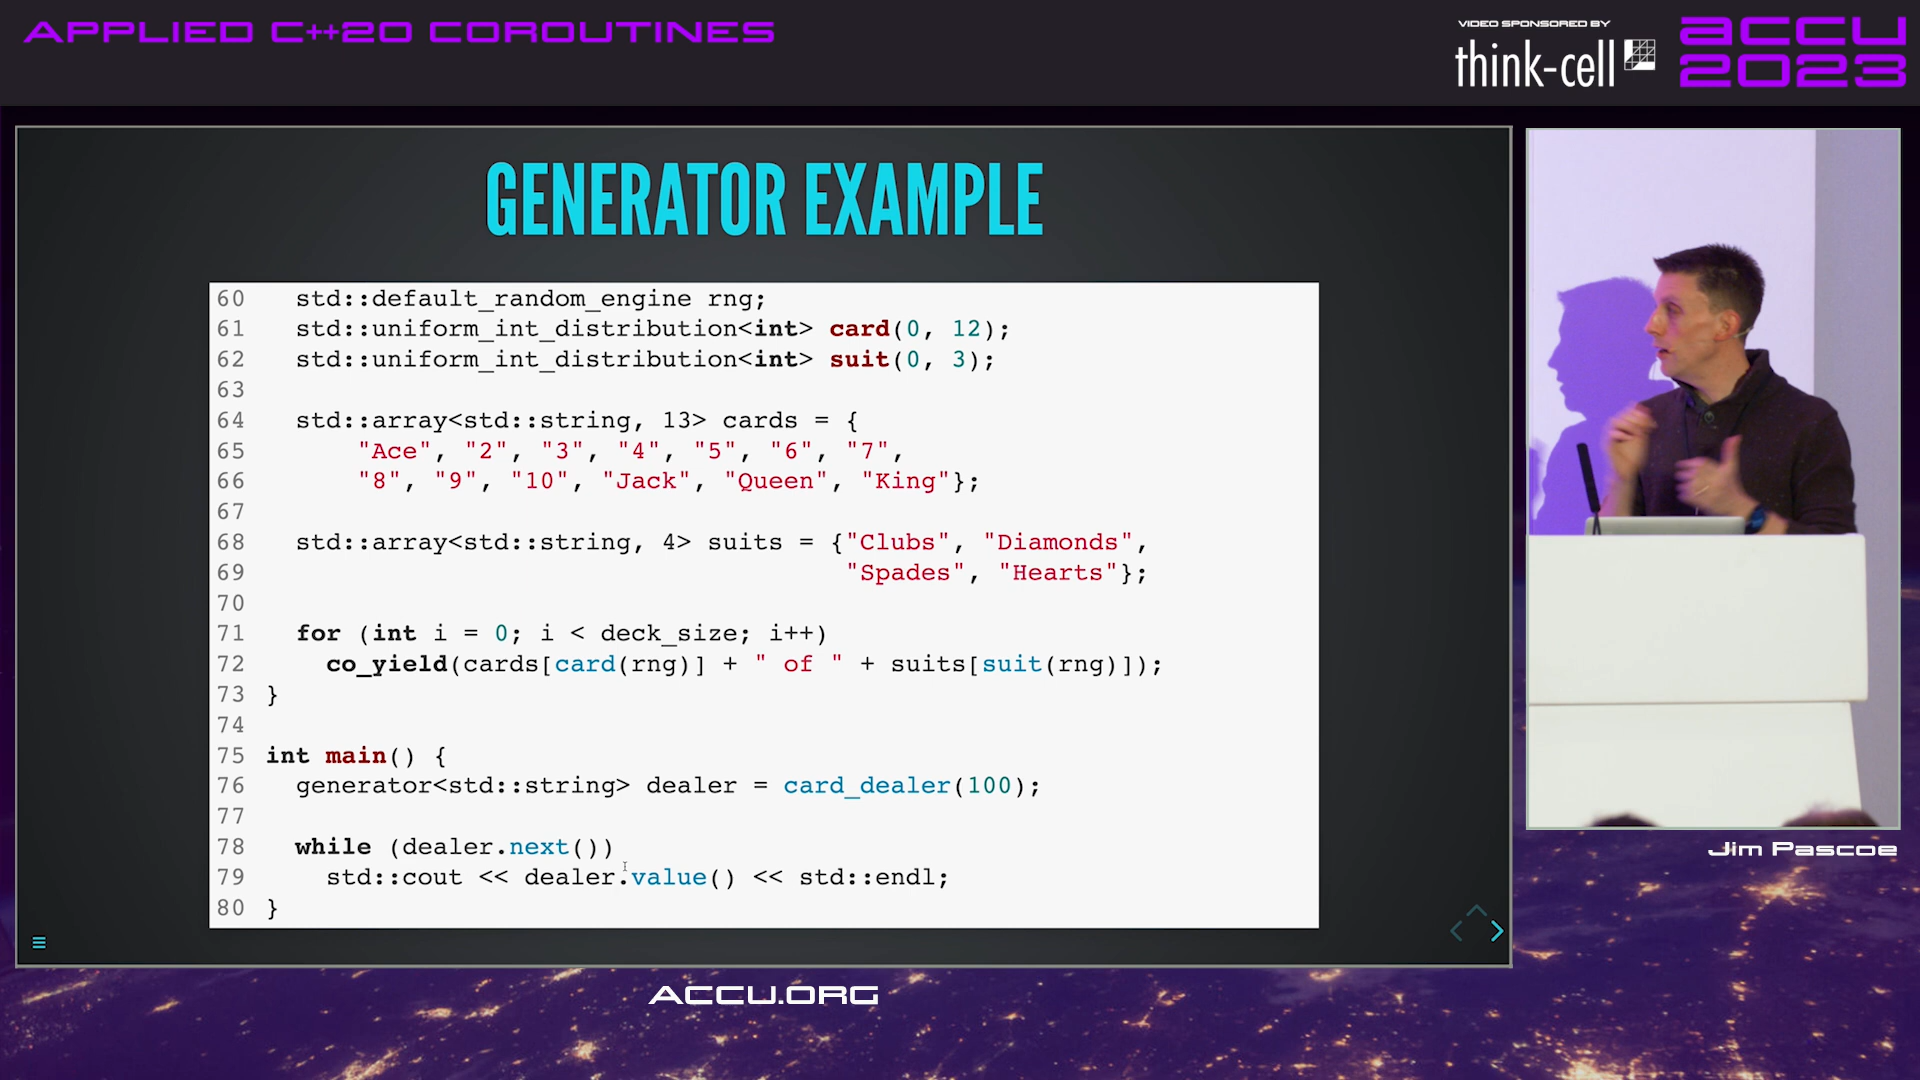 APPLIED C++20 COROUTINES
VIDEO SPONSORED BY
think-cell
accu
2023
GENERATOR EXAMPLE
60 std::default_random_engine rng;
61 std::uniform_int_distribution<int> card(0, 12);
62 std::uniform_int_distribution<int> suit(0, 3);
63
64 std::array<std::string, 13> cards = {
65 "Ace", "2", "3", "4", "5", "6", "7",
66 "8", "9", "10", "Jack", "Queen", "King"};
67
68 std::array<std::string, 4> suits = {"Clubs", "Diamonds",
69 "Spades", "Hearts"};
70
71 for (int i = 0; i < deck_size; i++)
72 co_yield(cards[card(rng)] + " of " + suits[suit(rng)]);
73 }
74
75 int main() {
76 generator<std::string> dealer = card_dealer(100);
77
78 while (dealer.next())
79 std::cout << dealer.value() << std::endl;
80 }
Jim Pascoe
ACCU.ORG